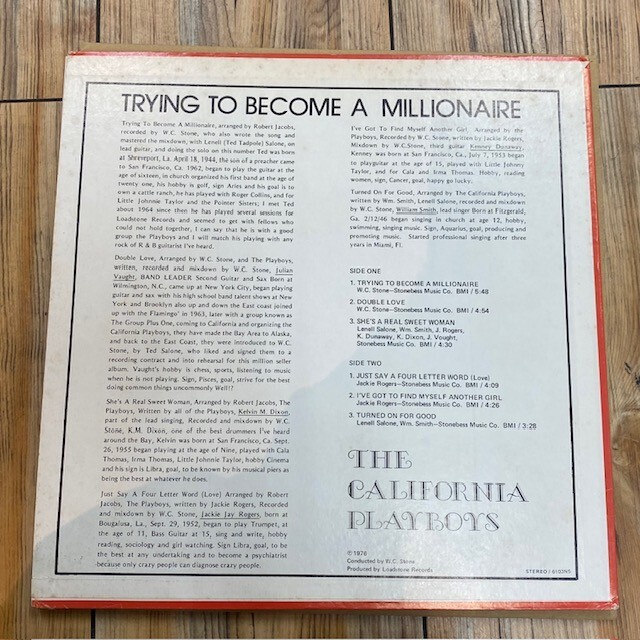 TRYING TO BECOME A MILLIONAIRE
Trying To Become A Millionaire, arranged by Robert Jacobs,
recorded by W.C. Stone, who also wrote the song and
mastered the mixdown, with Lenell (Ted Tadpole) Salone, on
lead guitar, and doing the solo on this number Ted was born
at Shreveport, La. April 18, 1944, the son of a preacher came
to San Francisco, Ca. 1962, began to play the guitar at the
age of sixteen, in church organized his first band at the age of
twenty one, his hobby is golf, sign Aries and his goal is to
own a cattle ranch, he has played with Roger Collins, and for
Little Johnnie Taylor and the Pointer Sisters; I met Ted
about 1964 since then he has played several sessions for
Loadstone Records and seemed to get with fellows who
could not hold together, I can say that he is with a good
group the Playboys and I will match his playing with any
rock of R & B guitarist I've heard.
Double Love, Arranged by W.C. Stone, and The Playboys,
written, recorded and mixdown by W.C. Stone, Julian
Vaught, BAND LEADER Second Guitar and Sax Born at
Wilmington, N.C., came up at New York City, began playing
guitar and sax with his high school band talent shows at New
York and Brooklyn also up and down the East coast joined
up with the Flamingo' in 1963, later with a group known as
The Group Plus One, coming to California and organizing the
California Playboys, they have made the Bay Area to Alaska,
and back to the East Coast, they were introduced to W.C.
Stone, by Ted Salone, who liked and signed them to a
recording contract and into rehearsal for this million seller
album. Vaught's hobby is chess, sports, listening to music
when he is not playing. Sign, Pisces, goal, strive for the best
doing common things uncommonly Well!?
She's A Real Sweet Woman, Arranged by Robert Jacobs, The
Playboys, Written by all of the Playboys, Kelvin M. Dixon,
part of the lead singing, Recorded and mixdown by W.C.
Stone, K.M. Dixon, one of the best drummers I've heard
around the Bay, Kelvin was born at San Francisco, Ca. Sept.
26, 1955 began playing at the age of Nine, played with Cala
Thomas, Irma Thomas, Little Johnnie Taylor, hobby Cinema
and his sign is Libra, goal, to be known by his musical piers as
being the best at whatever he does.
Just Say A Four Letter Word (Love) Arranged by Robert
Jacobs, The Playboys, written by Jackie Rogers, Recorded
and mixdown by W.C. Stone, Jackie Jay Rogers, born at
Bougalusa, La., Sept. 29, 1952, began to play Trumpet, at
the age of 11, Bass Guitar at 15, sing and write, hobby
reading, sociology and girl watching. Sign Libra, goal, to be
the best at any undertaking and to become a psychiatrist
because only crazy people can diagnose crazy people.
I've Got To Find Myself Another Girl, Arranged by the
Playboys, Recorded by W.C. Stone, written by Jackie Rogers,
Mixdown by W.C.Stone, third guitar Kenney Dunaway,
Kenney was born at San Francisco, Ca., July 7, 1953 began
to playguitar at the age of 15, played with Little Johnny
Taylor, and for Cala and Irma Thomas. Hobby, reading
women, sign, Cancer, goal, happy go lucky.
Turned On For Good, Arranged by The California Playboys,
written by Wm. Smith, Lenell Salone, recorded and mixdown
by W.C. Stone, William Smith, lead singer Born at Fitzgerald,
Ga. 2/12/46 began singing in church at age 12, hobby,
swimming, singing music. Sign, Aquarius, goal, producing and
promoting music. Started professional singing after three
years in Miami, Fl.
SIDE ONE
1. TRYING TO BECOME A MILLIONAIRE
W.C. Stone—Stonebess Music Co. BMI / 5:48
2. DOUBLE LOVE
W.C. Stone—Stonebess Music Co. BMI / 4:54
3. SHE'S A REAL SWEET WOMAN
Lenell Salone, Wm. Smith, J. Rogers,
K. Dunaway, K. Dixon, J. Vought,
Stonebess Music Co. BMI / 4:30
SIDE TWO
1. JUST SAY A FOUR LETTER WORD (LOVE)
Jackie Rogers—Stonebess Music Co. BMI / 4:09
2. I'VE GOT TO FIND MYSELF ANOTHER GIRL
Jackie Rogers—Stonebess Music Co. BMI / 4:26
3. TURNED ON FOR GOOD
Lenell Salone, Wm. Smith—Stonebess Music Co. BMI / 3:28
THE
CALIFORNIA
PLAYBOYS
© 1976
Conducted by W.C. Stone
Produced by Loadstone Records
STEREO / 6102NS